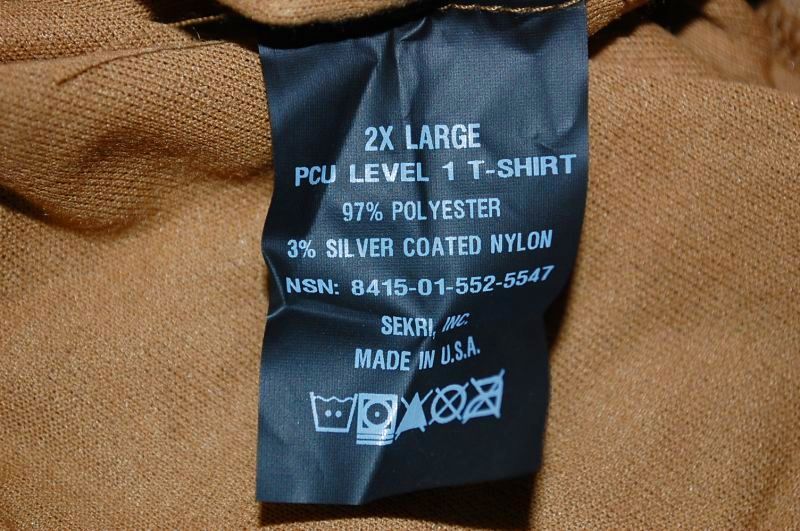 2X LARGE
PCU LEVEL 1 T-SHIRT
97% POLYESTER
3% SILVER COATED NYLON
NSN: 8415-01-552-5547
SEKRI, INC.
MADE IN U.S.A.